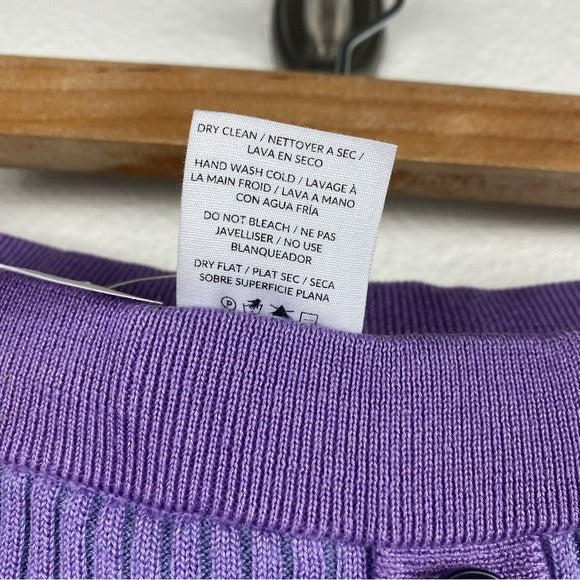 DRY CLEAN / NETTOYER A SEC /
LAVA EN SECO
HAND WASH COLD / LAVAGE À
LA MAIN FROID / LAVA A MANO
CON AGUA FRÍA
DO NOT BLEACH / NE PAS
JAVELLISER / NO USE
BLANQUEADOR
DRY FLAT / PLAT SEC / SECA
SOBRE SUPERFICIE PLANA
P